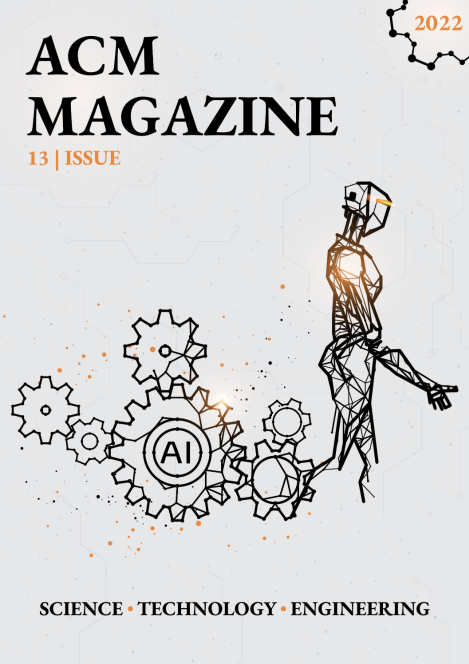 2022
ACM
MAGAZINE
13 | ISSUE
AI
SCIENCE • TECHNOLOGY • ENGINEERING